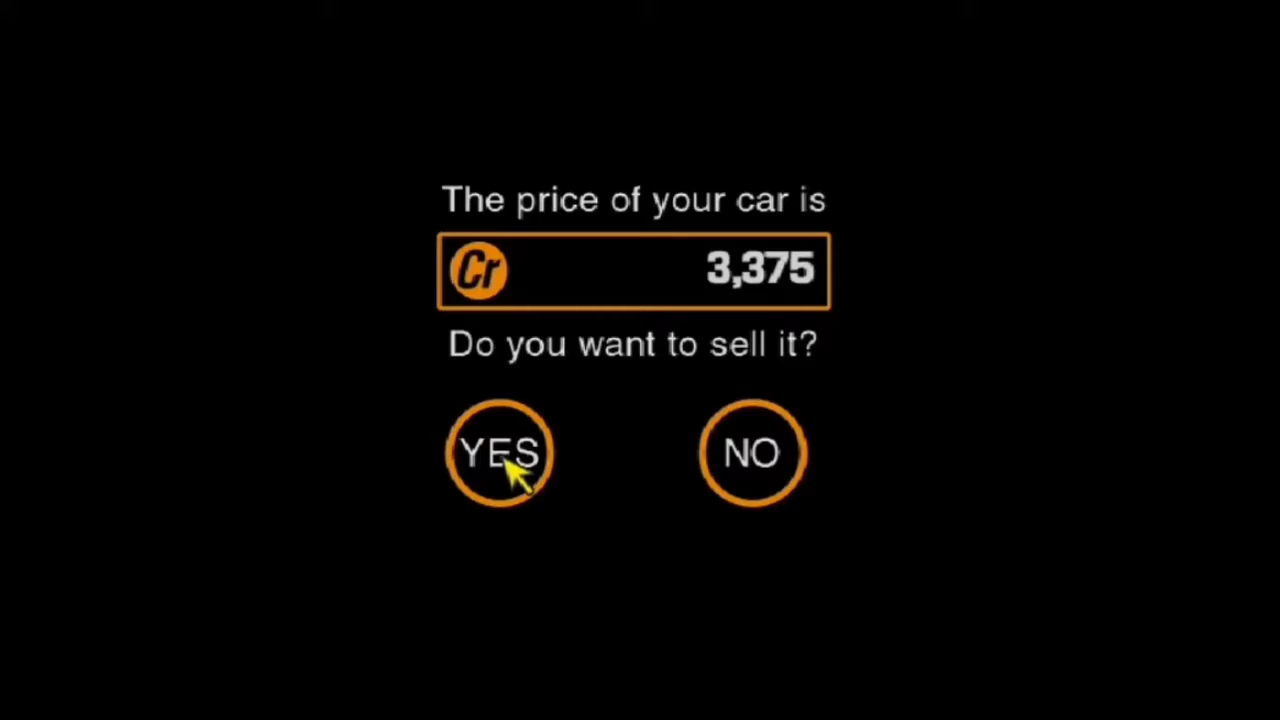 The price of your car is
Cr 3,375
Do you want to sell it?
YES NO